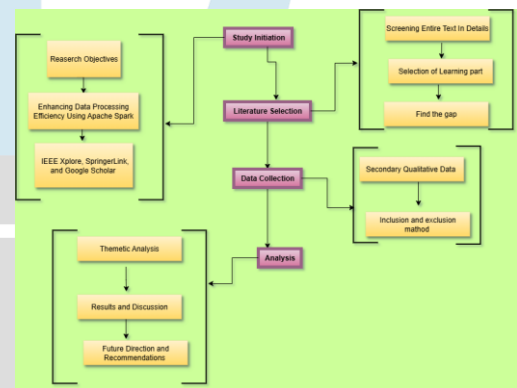 Study Initiation
Reaserch Objectives
Enhancing Data Processing
Efficiency Using Apache Spark
IEEE Xplore, SpringerLink,
and Google Scholar
Literature Selection
Screening Entire Text In Details
Selection of Learning part
Find the gap
Data Collection
Secondary Qualitative Data
Inclusion and exclusion
mathod
Analysis
Themetic Analysis
Results and Discussion
Future Direction and
Recommendations